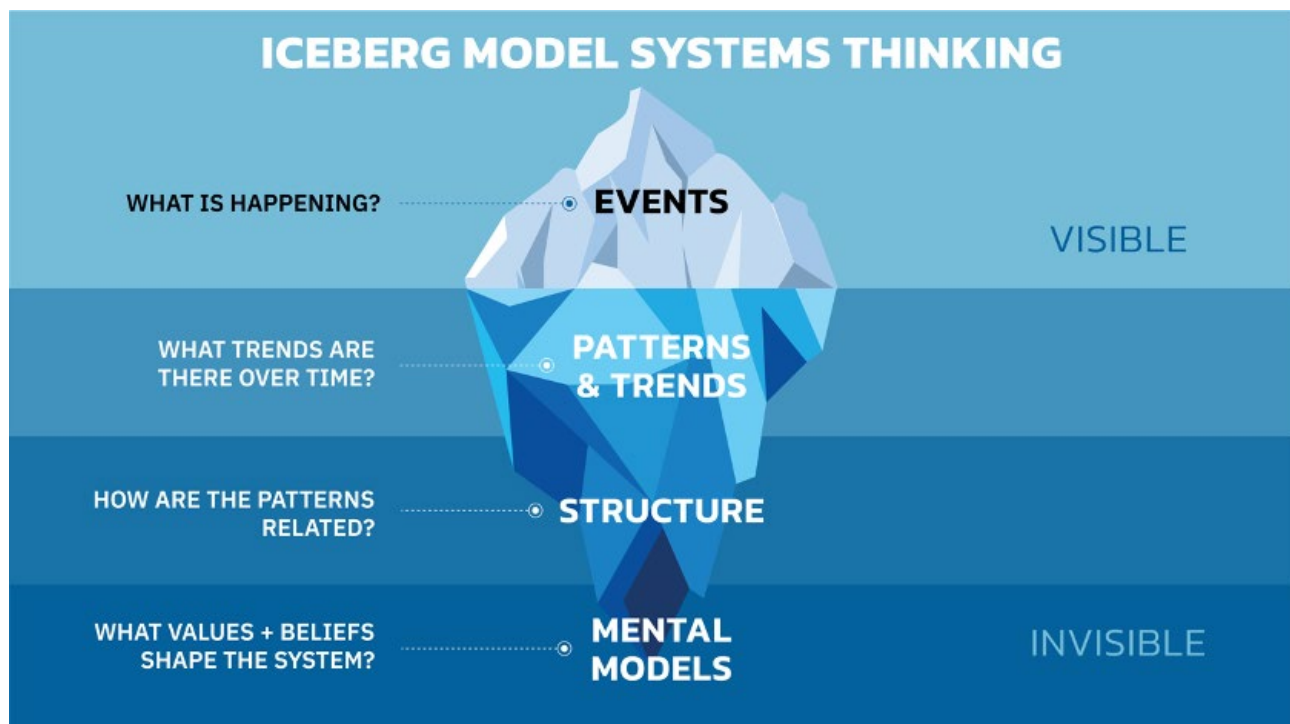 ICEBERG MODEL SYSTEMS THINKING
WHAT IS HAPPENING?
EVENTS
VISIBLE
WHAT TRENDS ARE
THERE OVER TIME?
PATTERNS
& TRENDS
HOW ARE THE PATTERNS
RELATED?
STRUCTURE
WHAT VALUES + BELIEFS
SHAPE THE SYSTEM?
MENTAL
MODELS
INVISIBLE